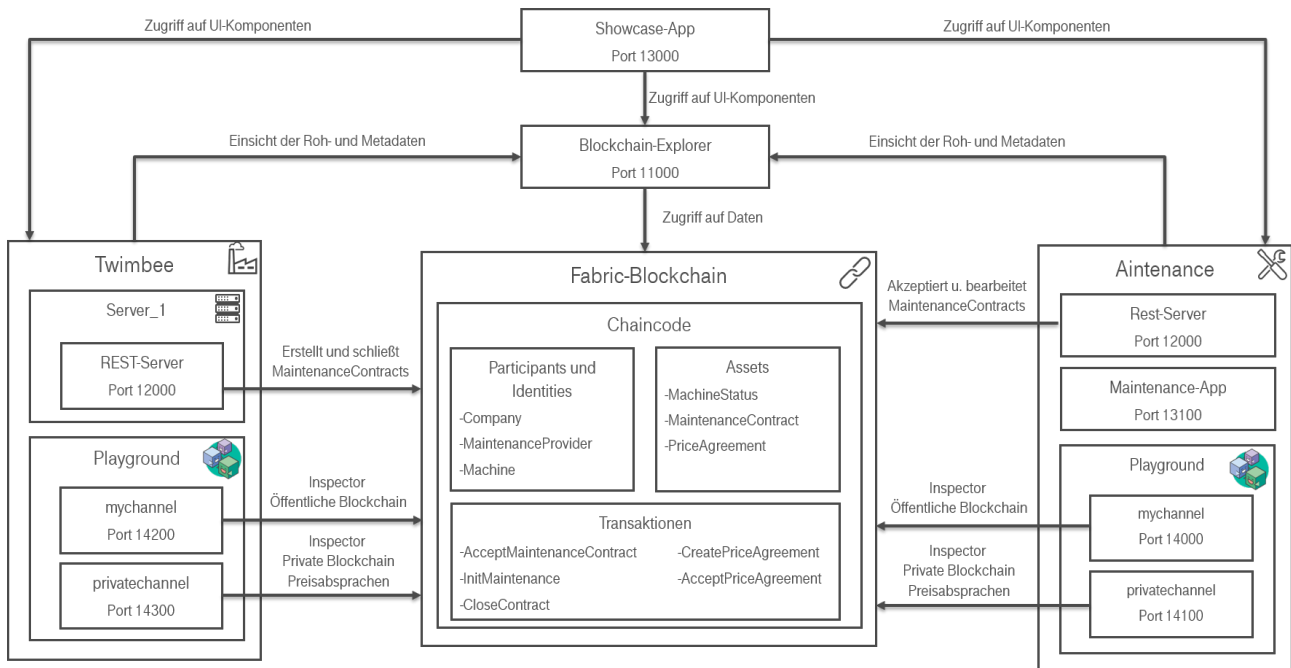 Zugriff auf UI-Komponenten
Showcase-App
Port 13000
Zugriff auf UI-Komponenten
Zugriff auf UI-Komponenten
Einsicht der Roh- und Metadaten
Blockchain-Explorer
Port 11000
Einsicht der Roh- und Metadaten
Zugriff auf Daten
Twimbee
Server_1
REST-Server
Port 12000
Playground
mychannel
Port 14200
privatechannel
Port 14300
Erstellt und schließt
MaintenanceContracts
Inspector
Öffentliche Blockchain
Inspector
Private Blockchain
Preisabsprachen
Fabric-Blockchain
Chaincode
Participants und
Identities
-Company
-MaintenanceProvider
-Machine
Assets
-MachineStatus
-MaintenanceContract
-PriceAgreement
Transaktionen
-AcceptMaintenanceContract
-InitMaintenance
-CloseContract
-CreatePriceAgreement
-AcceptPriceAgreement
Akzeptiert u. bearbeitet
MaintenanceContracts
Inspector
Öffentliche Blockchain
Inspector
Private Blockchain
Preisabsprachen
Aintenance
Rest-Server
Port 12000
Maintenance-App
Port 13100
Playground
mychannel
Port 14000
privatechannel
Port 14100